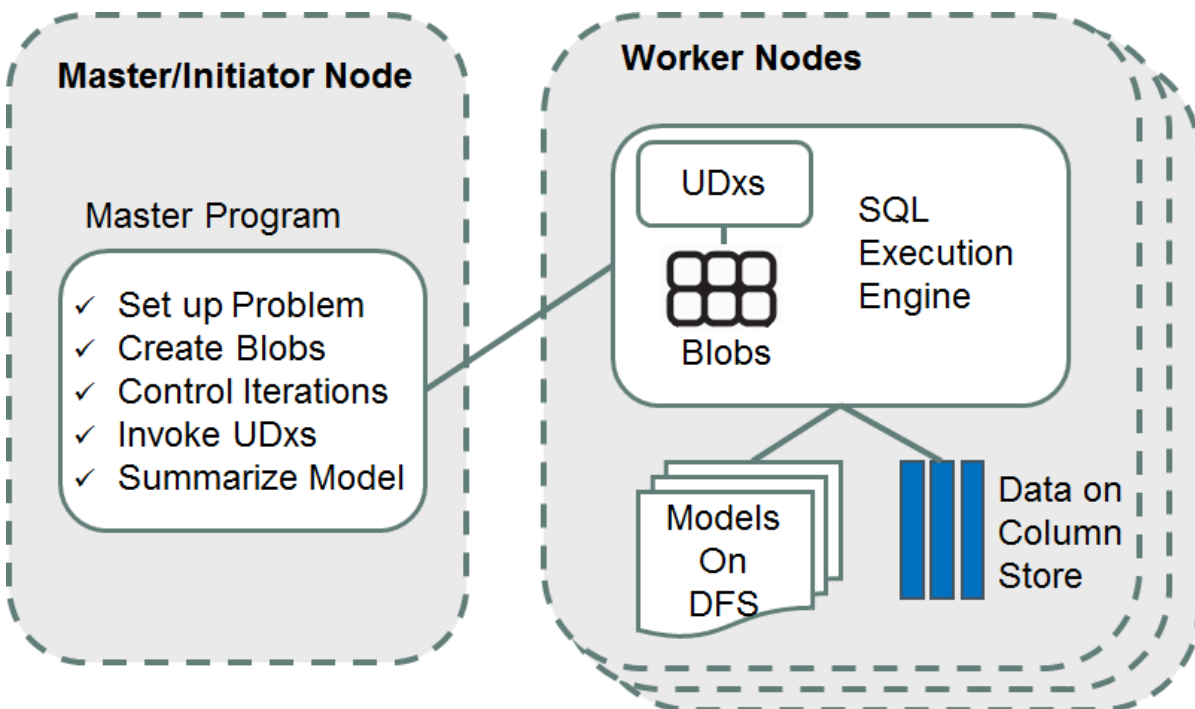 Master/Initiator Node
Master Program
✓ Set up Problem
✓ Create Blobs
✓ Control Iterations
✓ Invoke UDxs
✓ Summarize Model
Worker Nodes
UDxs
Blobs
SQL
Execution
Engine
Models
On
DFS
Data on
Column
Store